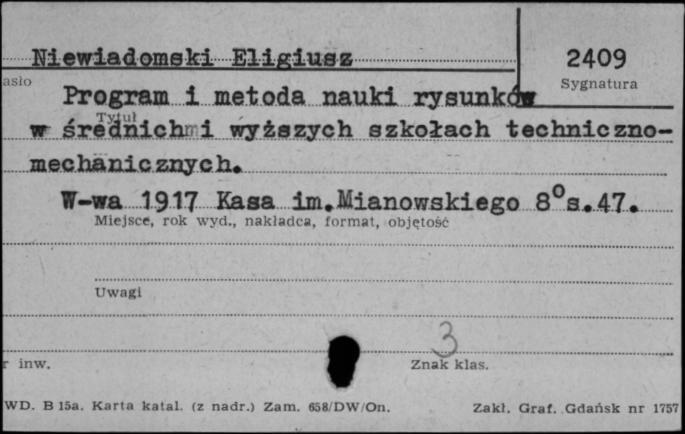 Niewiadomski Eligiusz
2409
asło
Sygnatura
Program i metoda nauki rysunków
Tytuł
w średnich i wyższych szkołach techniczno-
mechanicznych.
W-wa 1917 Kasa im.Mianowskiego 8⁰s.47.
Miejsce, rok wyd., nakładca, format, objętość
Uwagi
3
r inw.
Znak klas.
WD. B 15a. Karta katal. (z nadr.) Zam. 658/DW/On.
Zakł. Graf. Gdańsk nr 1757